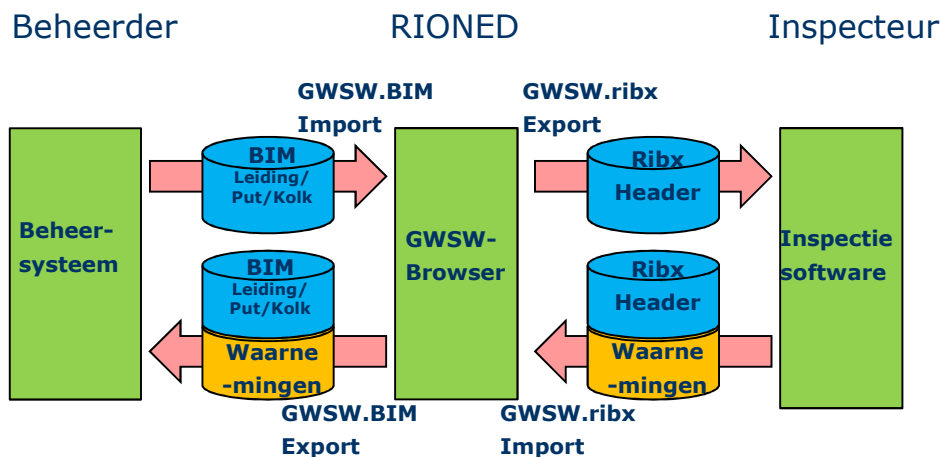 Beheerder
RIONED
Inspecteur
GWSW.BIM
Import
GWSW.ribx
Export
BIM
Leiding/
Put/Kolk
Ribx
Header
Beheer-
systeem
GWSW-
Browser
Inspectie
software
BIM
Leiding/
Put/Kolk
Waarne
-mingen
Ribx
Header
Waarne
-mingen
GWSW.BIM
Export
GWSW.ribx
Import